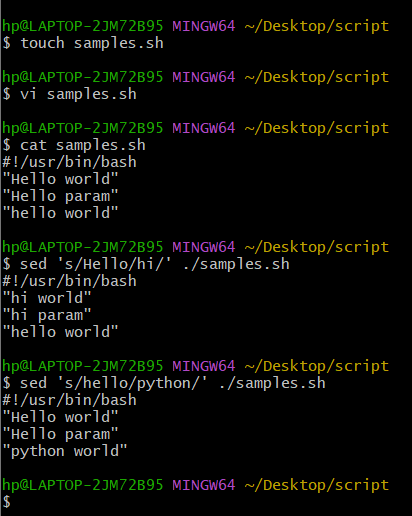 hp@LAPTOP-2JM72B95 MINGW64 ~/Desktop/script
$ touch samples.sh
hp@LAPTOP-2JM72B95 MINGW64 ~/Desktop/script
$ vi samples.sh
hp@LAPTOP-2JM72B95 MINGW64 ~/Desktop/script
$ cat samples.sh
#!/usr/bin/bash
"Hello world"
"Hello param"
"hello world"
hp@LAPTOP-2JM72B95 MINGW64 ~/Desktop/script
$ sed 's/Hello/hi/' ./samples.sh
#!/usr/bin/bash
"hi world"
"hi param"
"hello world"
hp@LAPTOP-2JM72B95 MINGW64 ~/Desktop/script
$ sed 's/hello/python/' ./samples.sh
#!/usr/bin/bash
"Hello world"
"Hello param"
"python world"
hp@LAPTOP-2JM72B95 MINGW64 ~/Desktop/script
$